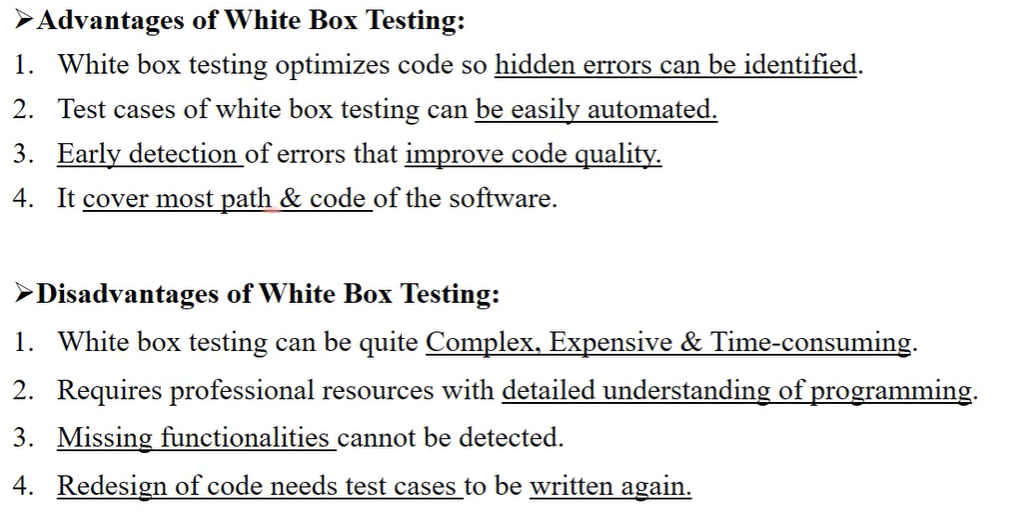 ➢Advantages of White Box Testing:
1. White box testing optimizes code so hidden errors can be identified.
2. Test cases of white box testing can be easily automated.
3. Early detection of errors that improve code quality.
4. It cover most path & code of the software.
➢Disadvantages of White Box Testing:
1. White box testing can be quite Complex, Expensive & Time-consuming.
2. Requires professional resources with detailed understanding of programming.
3. Missing functionalities cannot be detected.
4. Redesign of code needs test cases to be written again.